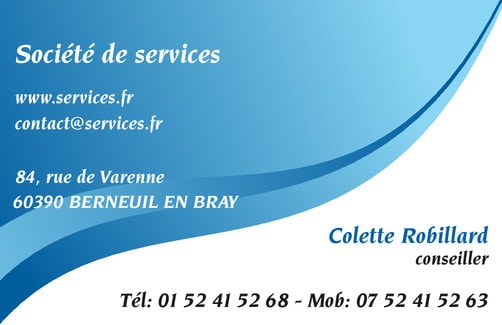 Société de services
www.services.fr
contact@services.fr
84, rue de Varenne
60390 BERNEUIL EN BRAY
Colette Robillard
conseiller
Tél: 01 52 41 52 68 - Mob: 07 52 41 52 63